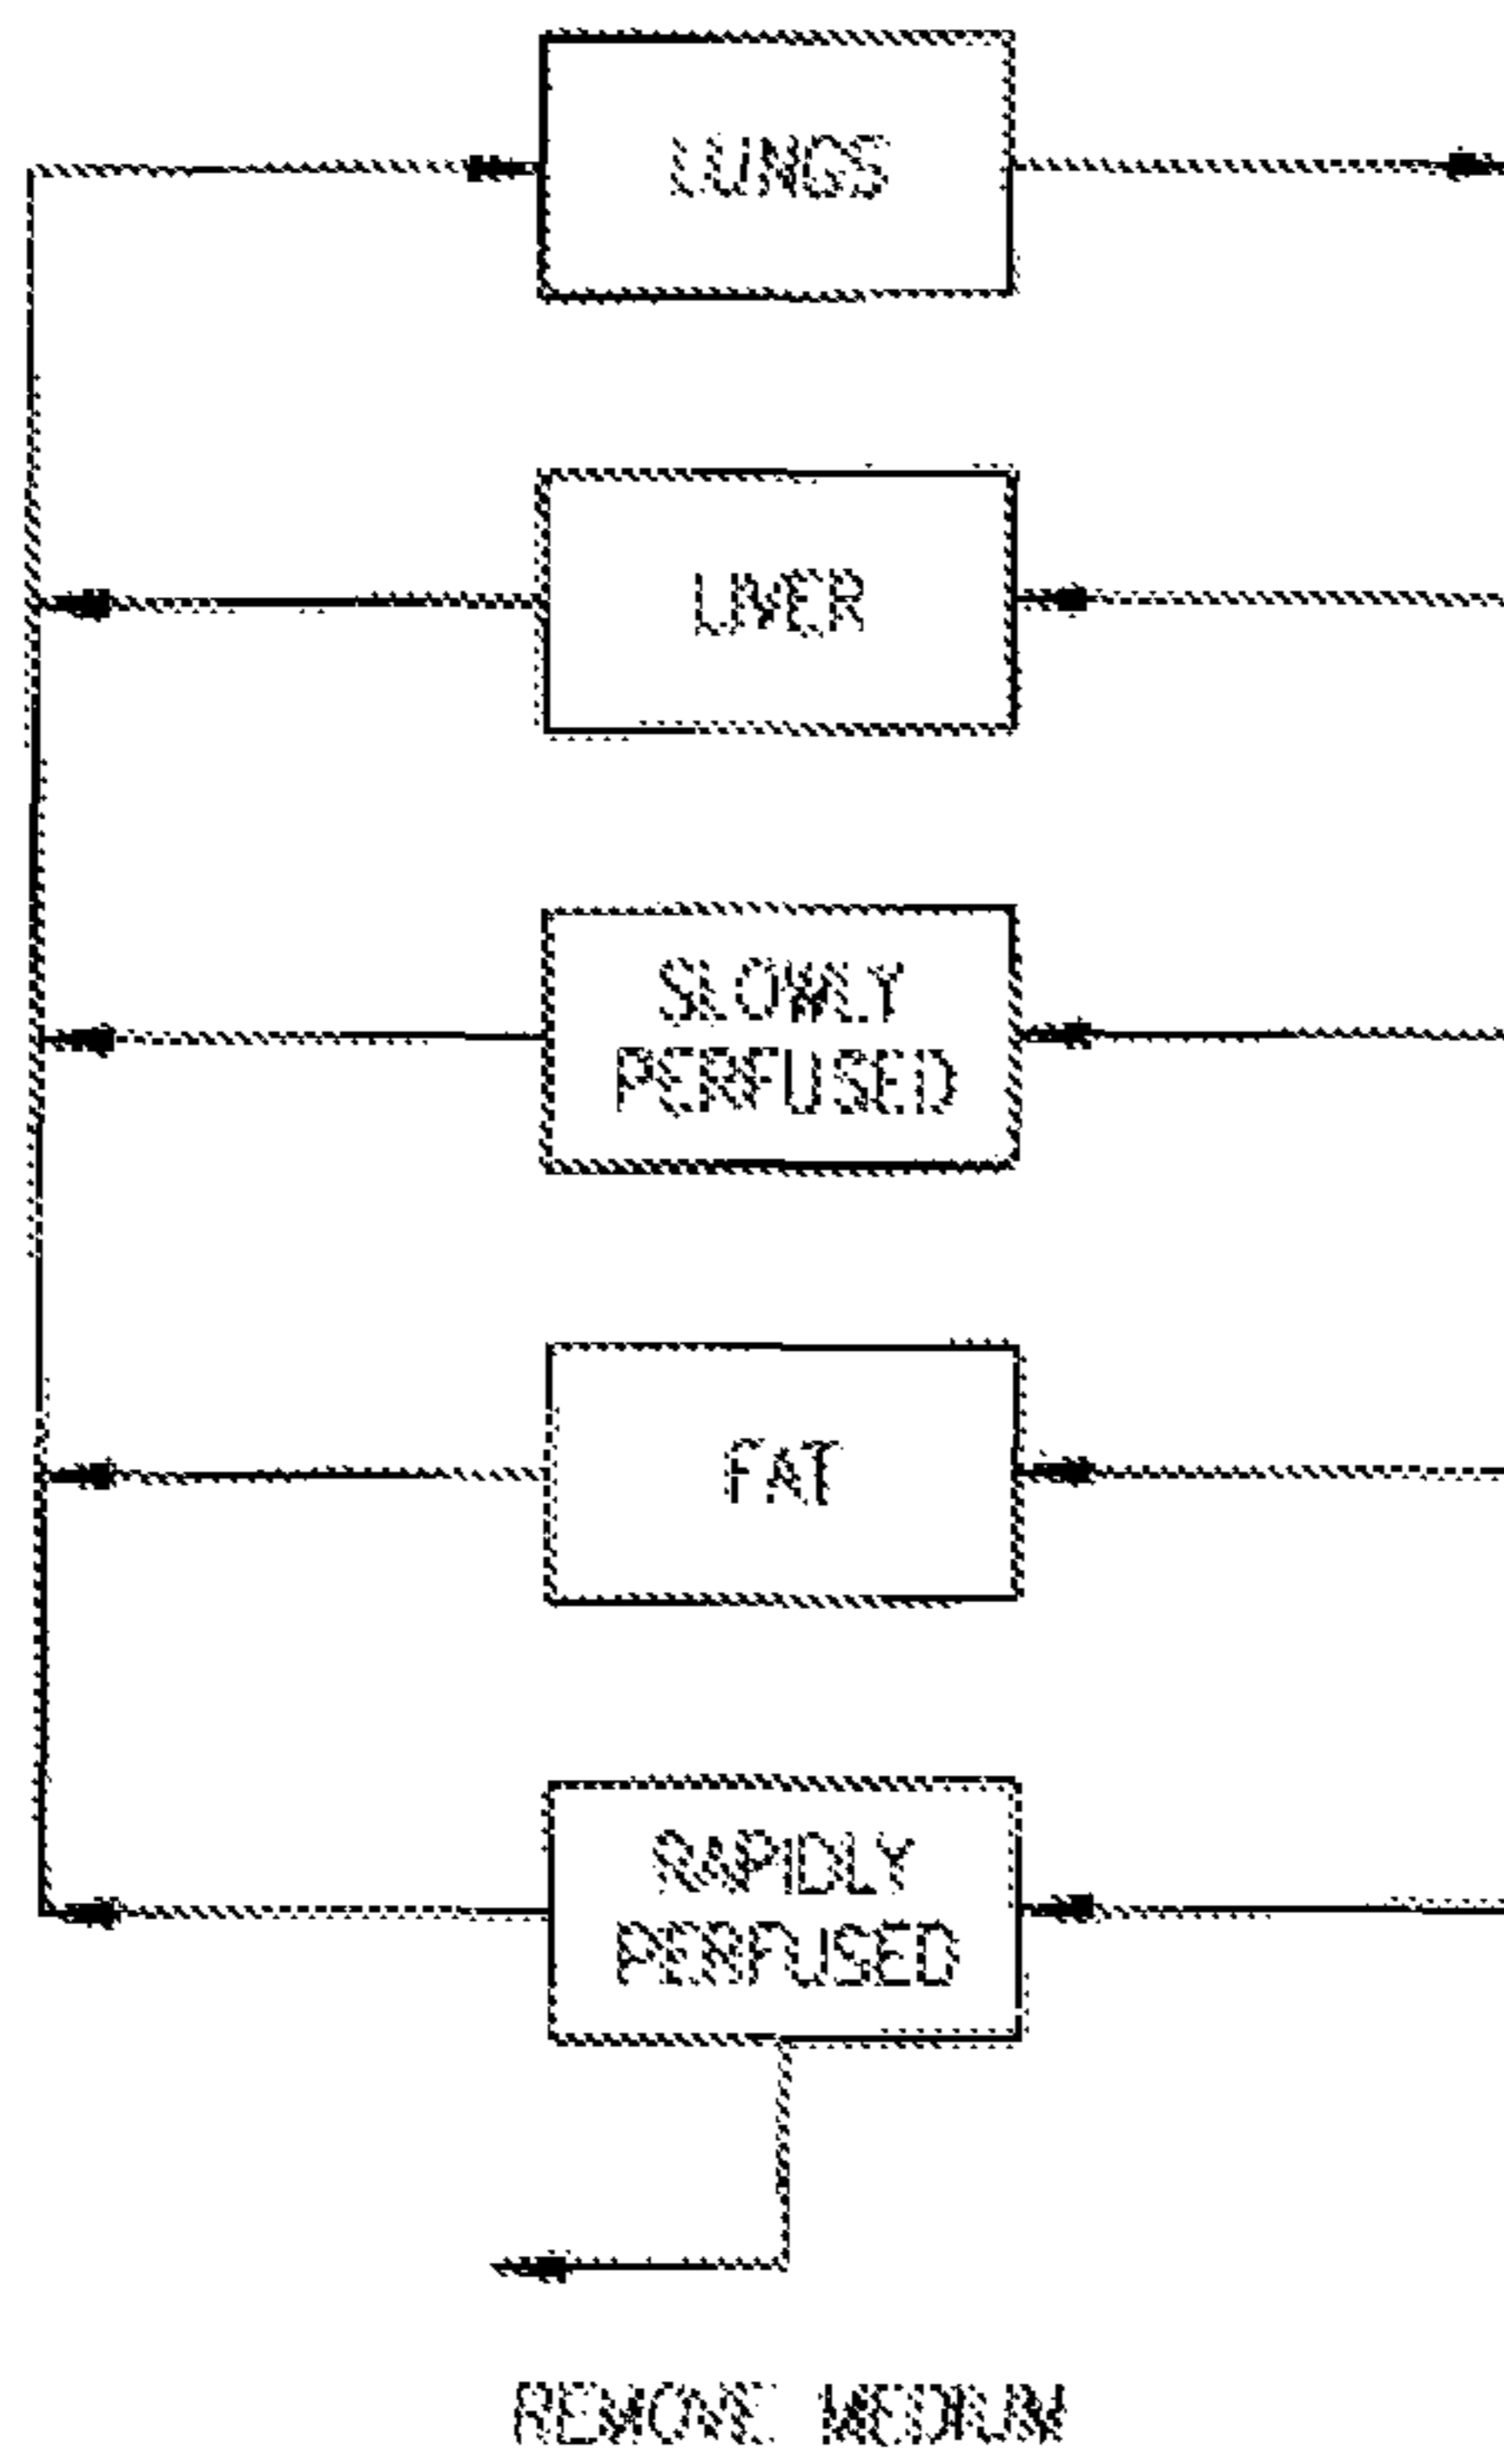 LUNGS
LIVER
SLOWLY
PERFUSED
FAT
RAPIDLY
PERFUSED
REMOVE MEDIUM